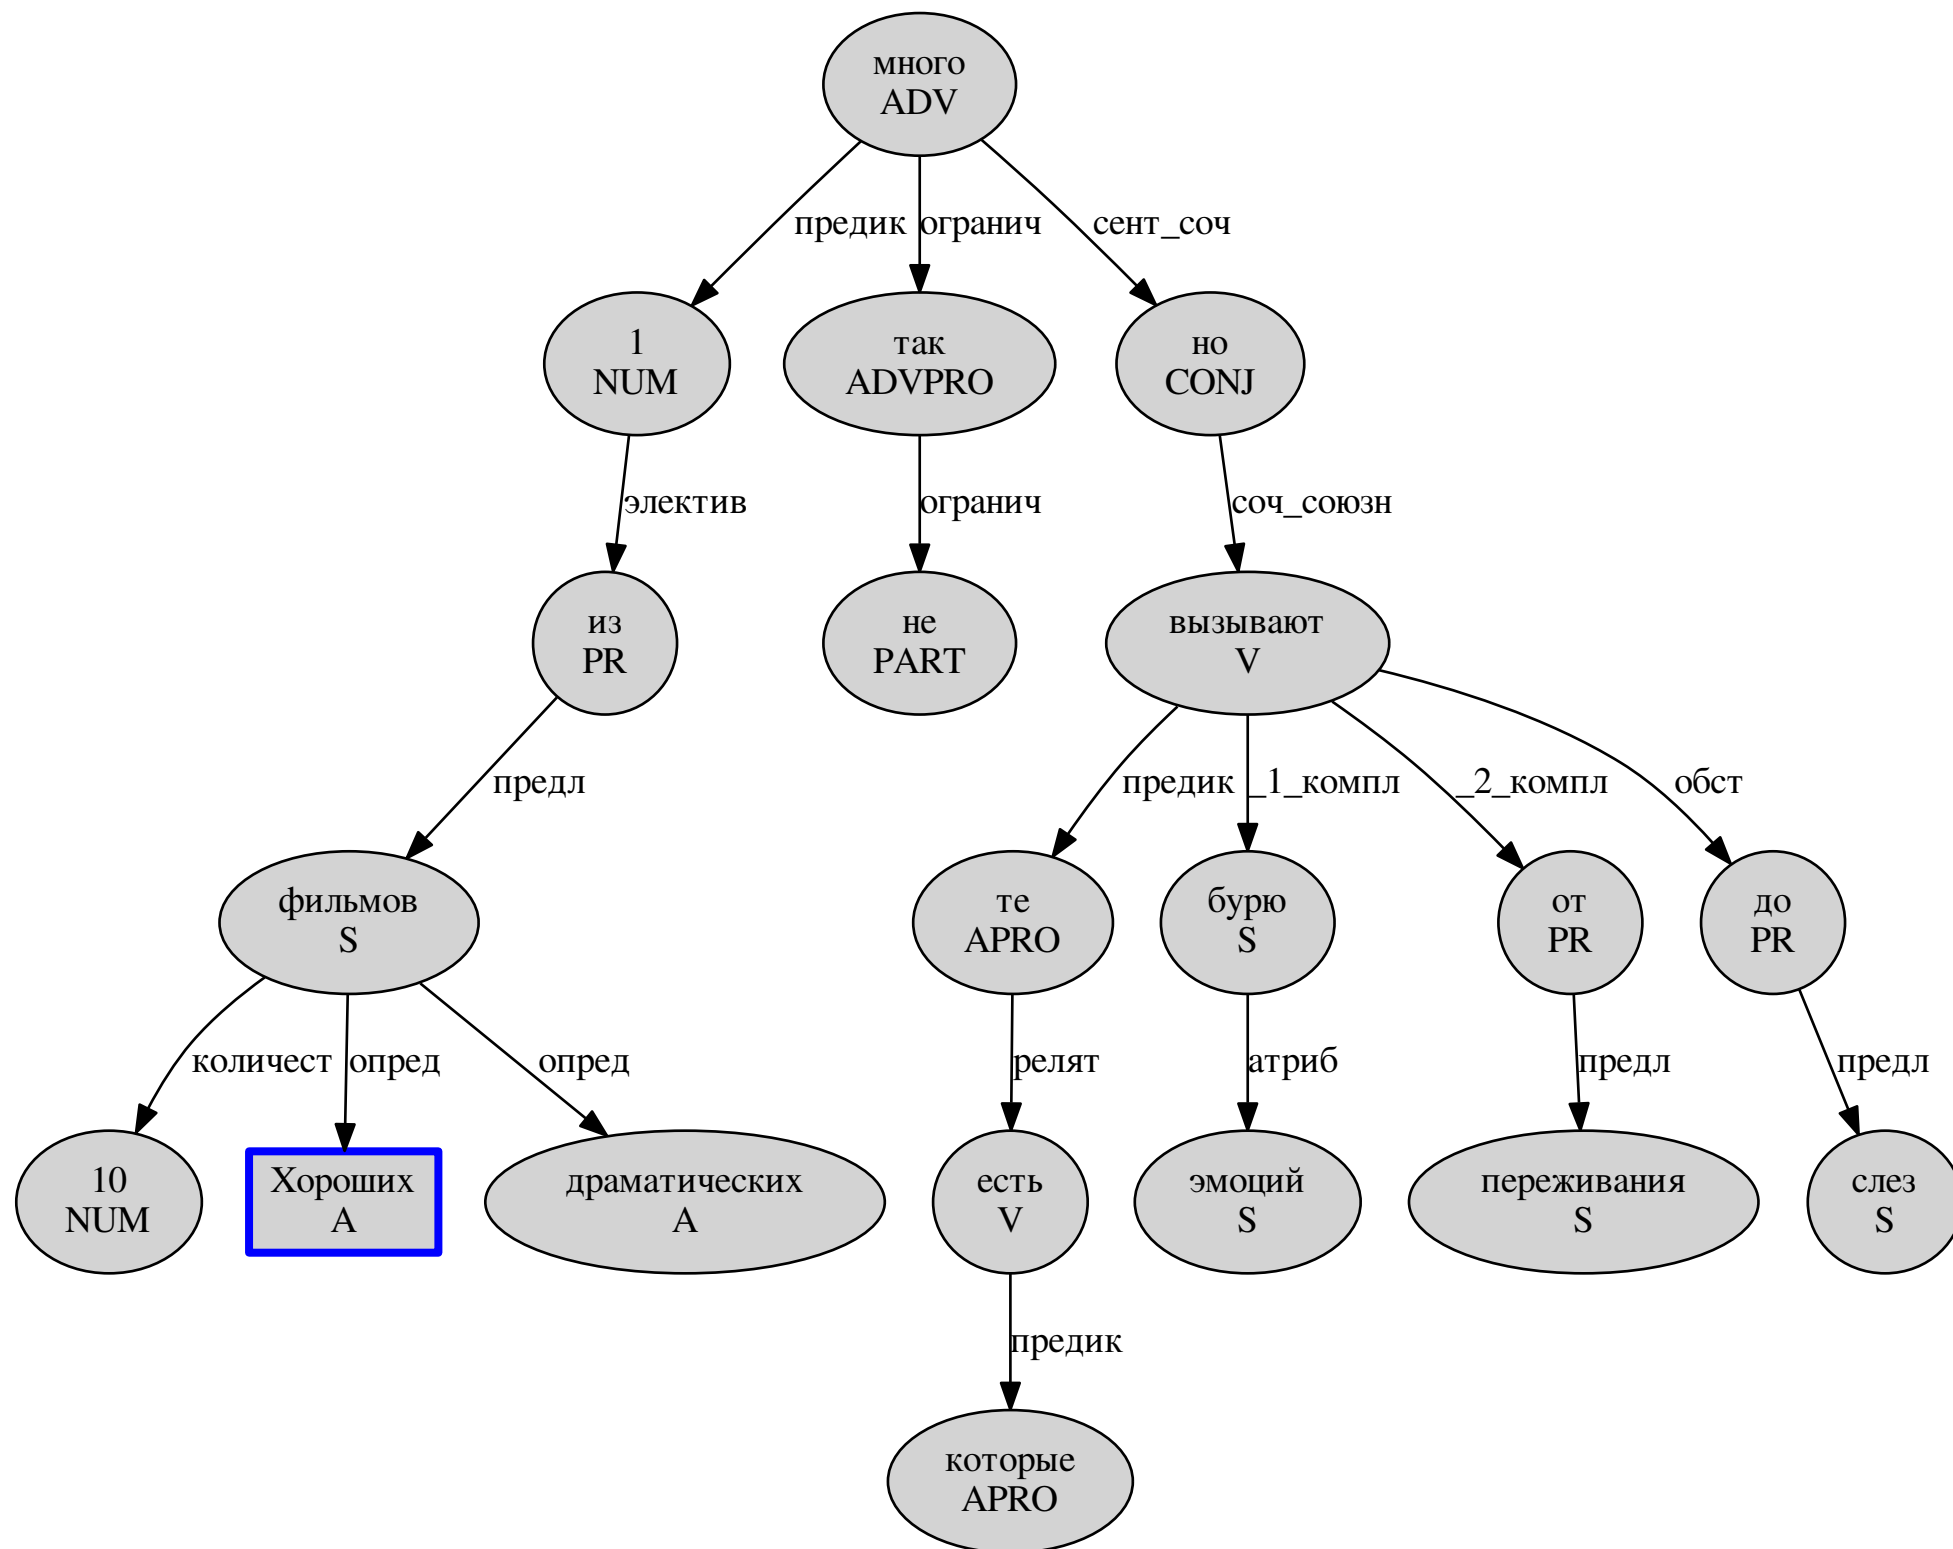 много
ADV
предик
огранич
сент_соч
1
NUM
так
ADVPRO
но
CONJ
электив
огранич
соч_союзн
из
PR
не
PART
вызывают
V
предл
предик
_1_компл
_2_компл
обст
фильмов
S
те
APRO
бурю
S
от
PR
до
PR
количест
опред
опред
релят
атриб
предл
предл
10
NUM
Хороших
A
драматических
A
есть
V
эмоций
S
переживания
S
слез
S
предик
которые
APRO